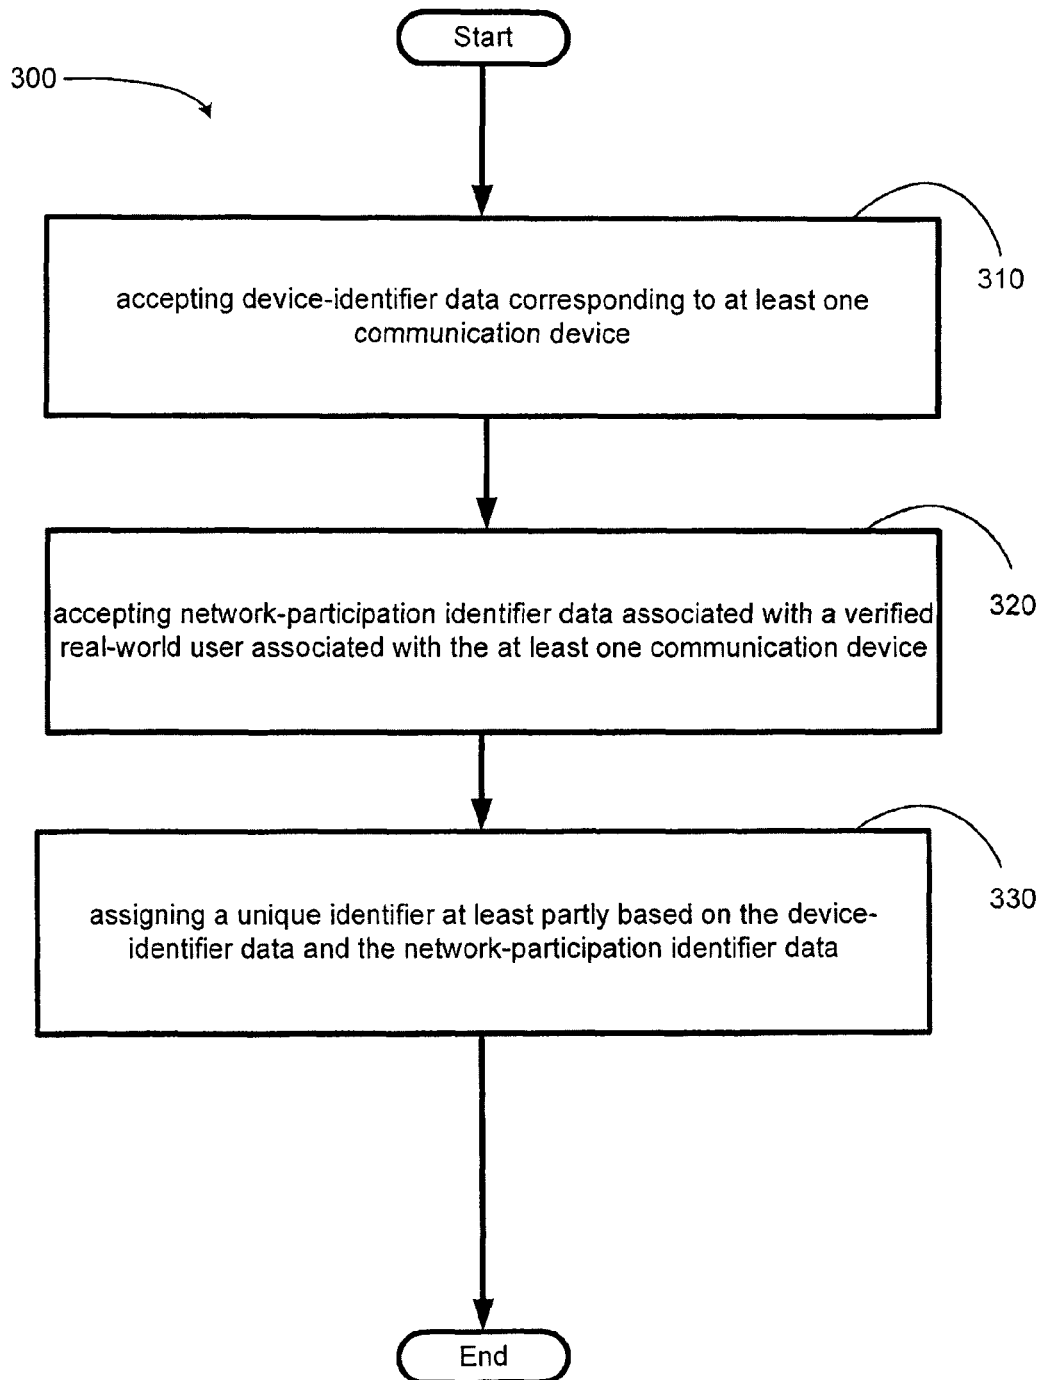 Start
300
310
accepting device-identifier data corresponding to at least one
communication device
320
accepting network-participation identifier data associated with a verified
real-world user associated with the at least one communication device
330
assigning a unique identifier at least partly based on the device-
identifier data and the network-participation identifier data
End